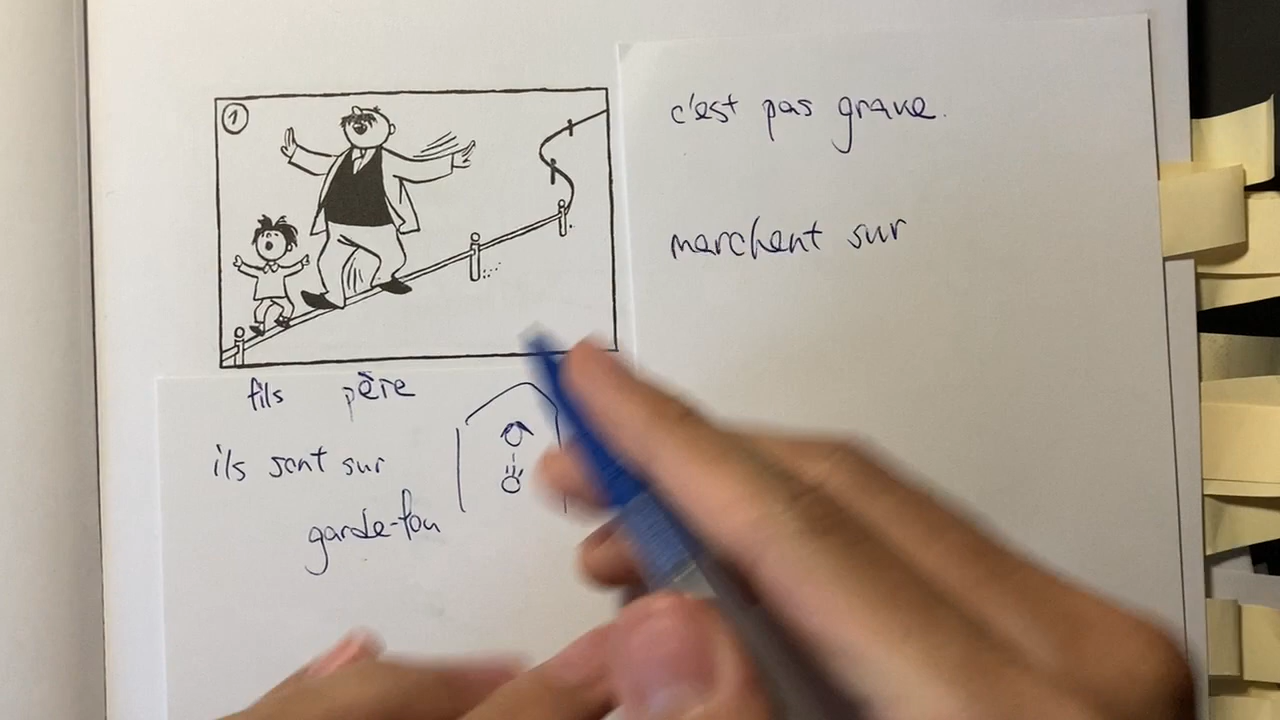 1
c'est pas grave.
marchent sur
fils père
ils sont sur
garde-fou